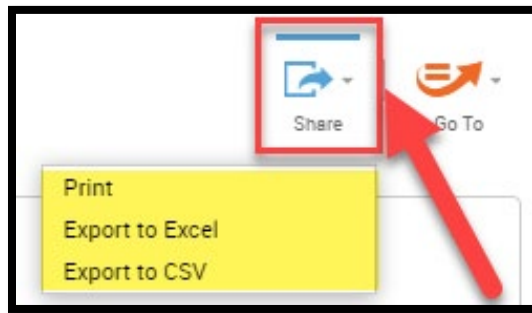 Share
Go To
Print
Export to Excel
Export to CSV